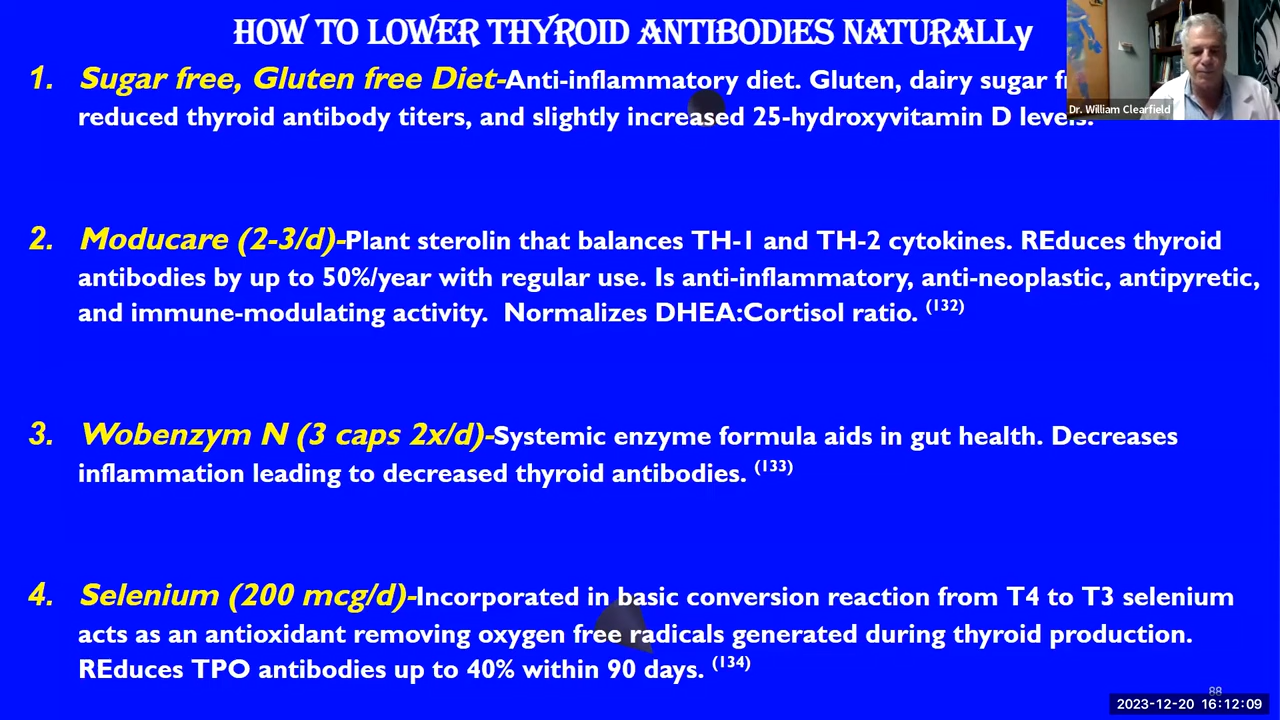 HOW TO LOWER THYROID ANTIBODIES NATURALLy
1. Sugar free, Gluten free Diet-Anti-inflammatory diet. Gluten, dairy sugar
reduced thyroid antibody titers, and slightly increased 25-hydroxyvitamin D levels.
Dr. William Clearfield
2. Moducare (2-3/d)-Plant sterolin that balances TH-1 and TH-2 cytokines. REduces thyroid
antibodies by up to 50%/year with regular use. Is anti-inflammatory, anti-neoplastic, antipyretic,
and immune-modulating activity. Normalizes DHEA:Cortisol ratio. (132)
3. Wobenzym N (3 caps 2x/d)-Systemic enzyme formula aids in gut health. Decreases
inflammation leading to decreased thyroid antibodies. (133)
4. Selenium (200 mcg/d)-Incorporated in basic conversion reaction from T4 to T3 selenium
acts as an antioxidant removing oxygen free radicals generated during thyroid production.
REduces TPO antibodies up to 40% within 90 days. (134)
88
2023-12-20 16:12:09